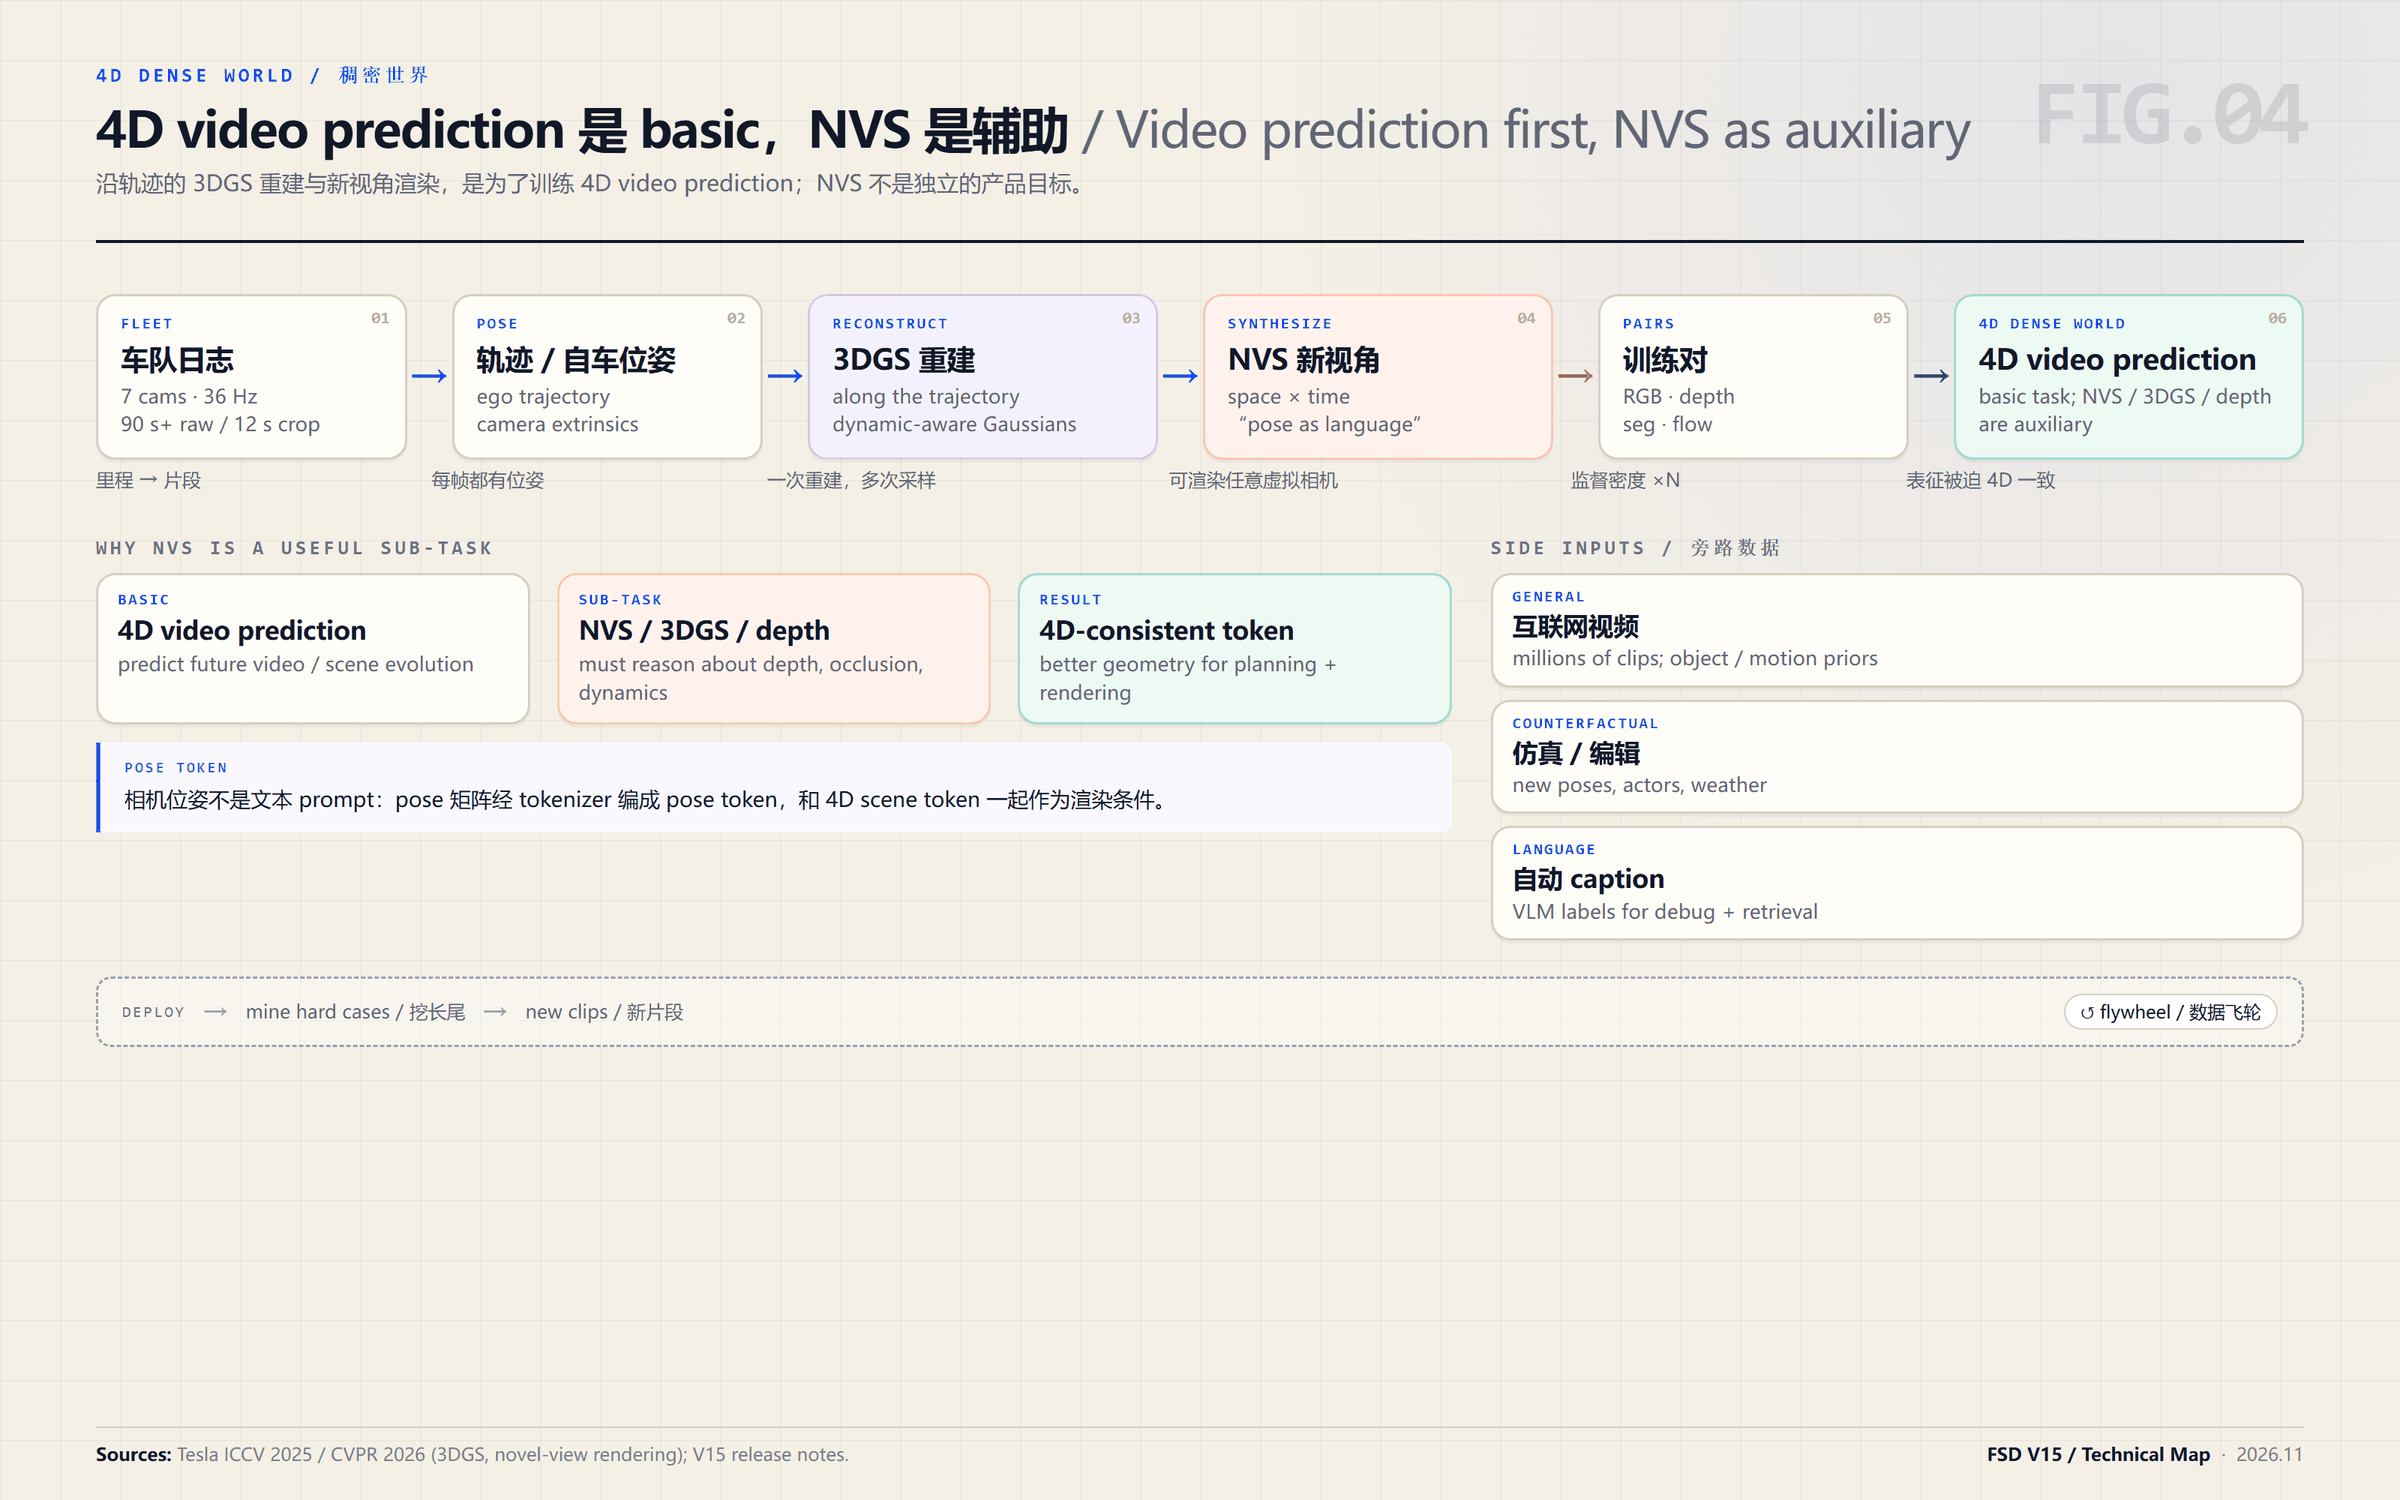 4D DENSE WORLD / 稠密世界
FIG.04
4D video prediction 是 basic，NVS 是辅助 / Video prediction first, NVS as auxiliary
沿轨迹的 3DGS 重建与新视角渲染，是为了训练 4D video prediction；NVS 不是独立的产品目标。
FLEET
01
车队日志
7 cams · 36 Hz
90 s+ raw / 12 s crop
里程 → 片段
→
POSE
02
轨迹 / 自车位姿
ego trajectory
camera extrinsics
每帧都有位姿
→
RECONSTRUCT
03
3DGS 重建
along the trajectory
dynamic-aware Gaussians
一次重建，多次采样
→
SYNTHESIZE
04
NVS 新视角
space × time
“pose as language”
可渲染任意虚拟相机
→
PAIRS
05
训练对
RGB · depth
seg · flow
监督密度 ×N
→
4D DENSE WORLD
06
4D video prediction
basic task; NVS / 3DGS / depth
are auxiliary
表征被迫 4D 一致
WHY NVS IS A USEFUL SUB-TASK
BASIC
4D video prediction
predict future video / scene evolution
SUB-TASK
NVS / 3DGS / depth
must reason about depth, occlusion,
dynamics
RESULT
4D-consistent token
better geometry for planning +
rendering
POSE TOKEN
相机位姿不是文本 prompt：pose 矩阵经 tokenizer 编成 pose token，和 4D scene token 一起作为渲染条件。
SIDE INPUTS / 旁路数据
GENERAL
互联网视频
millions of clips; object / motion priors
COUNTERFACTUAL
仿真 / 编辑
new poses, actors, weather
LANGUAGE
自动 caption
VLM labels for debug + retrieval
DEPLOY → mine hard cases / 挖长尾 → new clips / 新片段
↺ flywheel / 数据飞轮
Sources: Tesla ICCV 2025 / CVPR 2026 (3DGS, novel-view rendering); V15 release notes.
FSD V15 / Technical Map · 2026.11